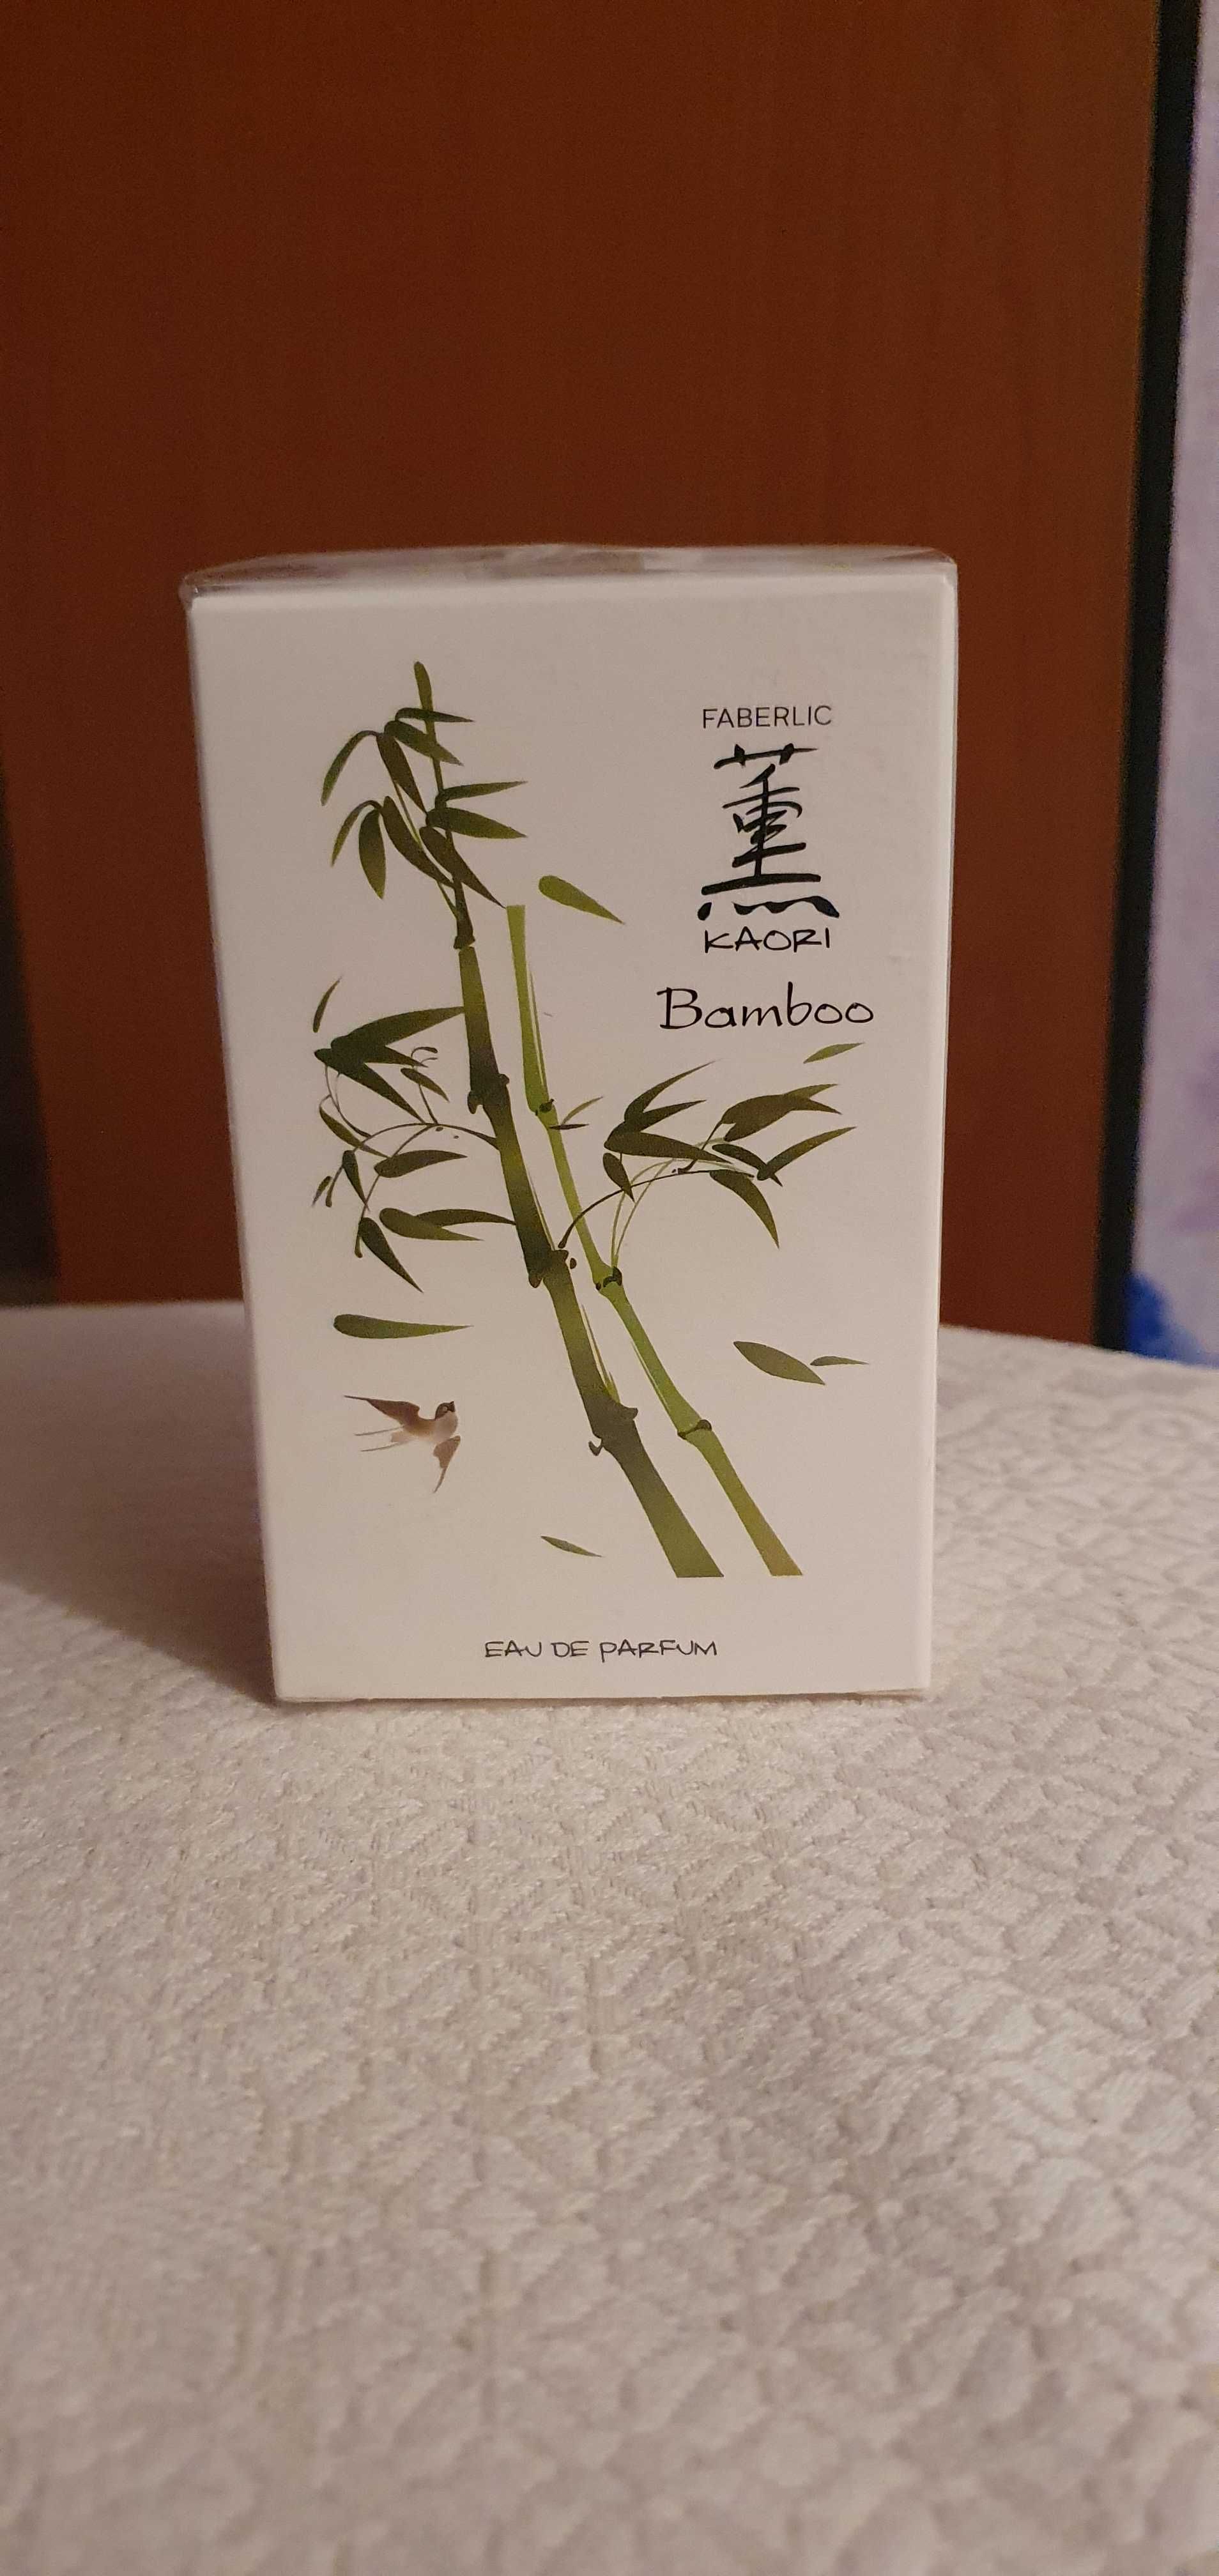 FABERLIC
薫
KAORI
Bamboo
EAU DE PARFUM